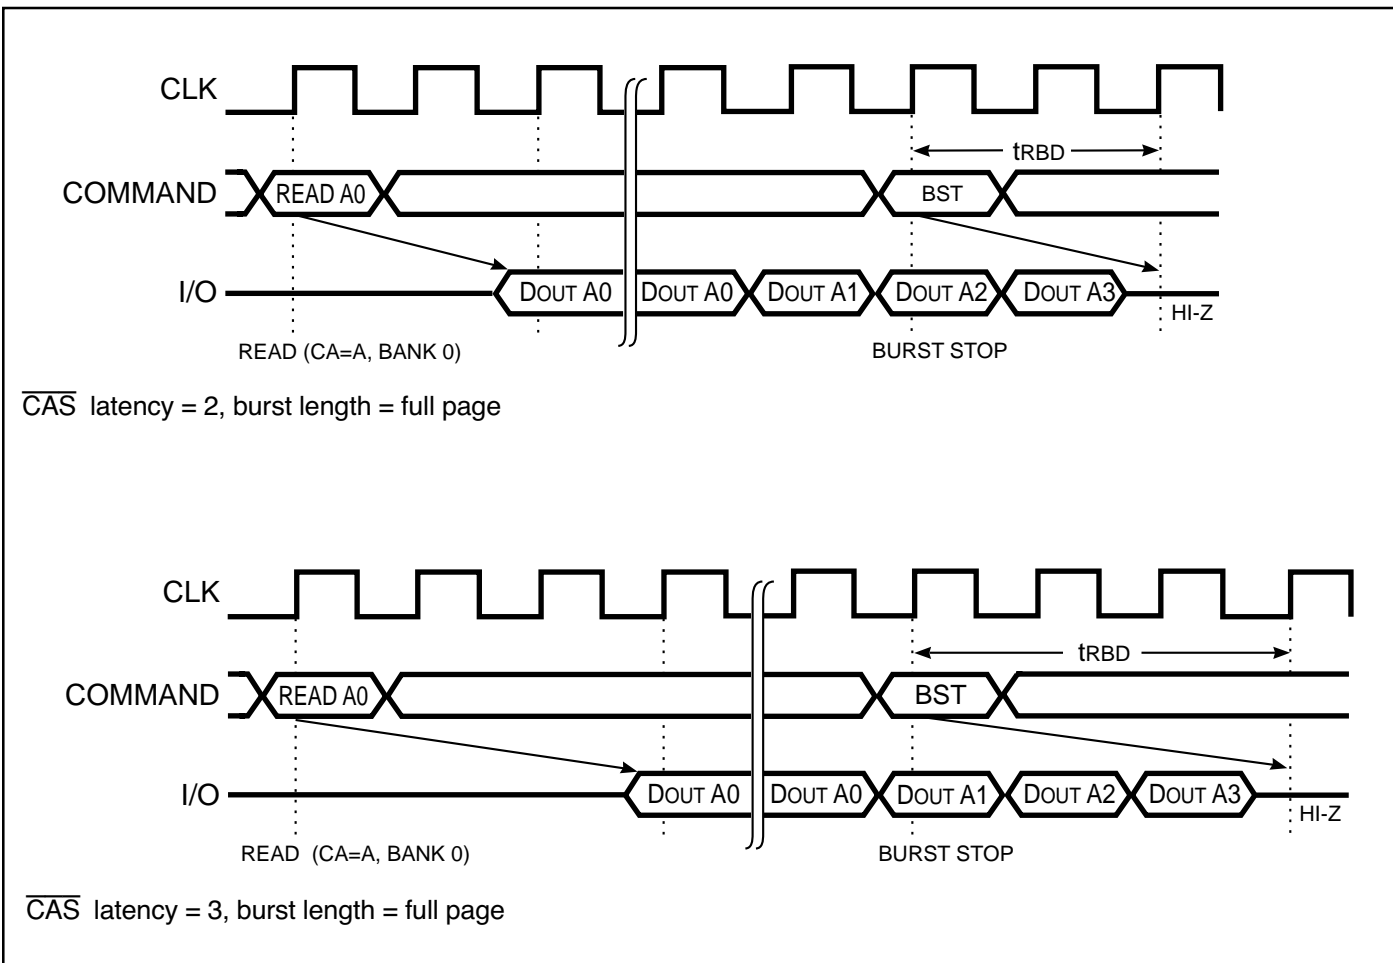 CLK
tRBD
COMMAND READ A0 BST
I/O DOUT A0 DOUT A0 DOUT A1 DOUT A2 DOUT A3 HI-Z
READ (CA=A, BANK 0) BURST STOP
CAS latency = 2, burst length = full page
CLK
tRBD
COMMAND READ A0 BST
I/O DOUT A0 DOUT A0 DOUT A1 DOUT A2 DOUT A3 HI-Z
READ (CA=A, BANK 0) BURST STOP
CAS latency = 3, burst length = full page